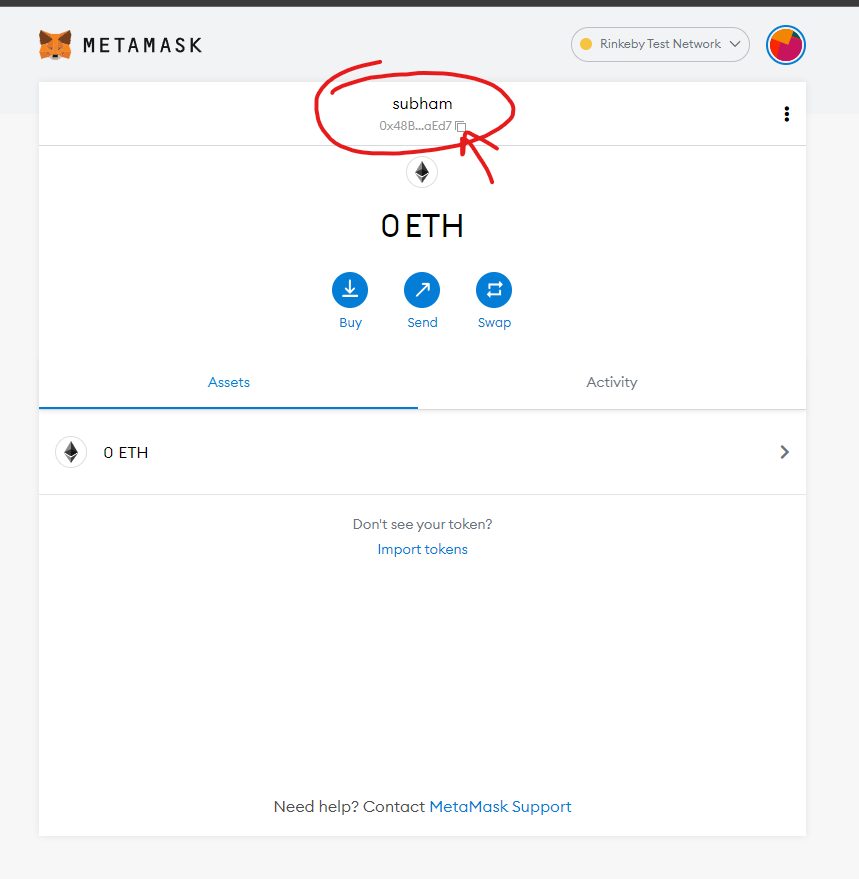 METAMASK
Rinkeby Test Network
subham
0x48B...aEd7
0 ETH
Buy Send Swap
Assets Activity
0 ETH
Don't see your token?
Import tokens
Need help? Contact MetaMask Support